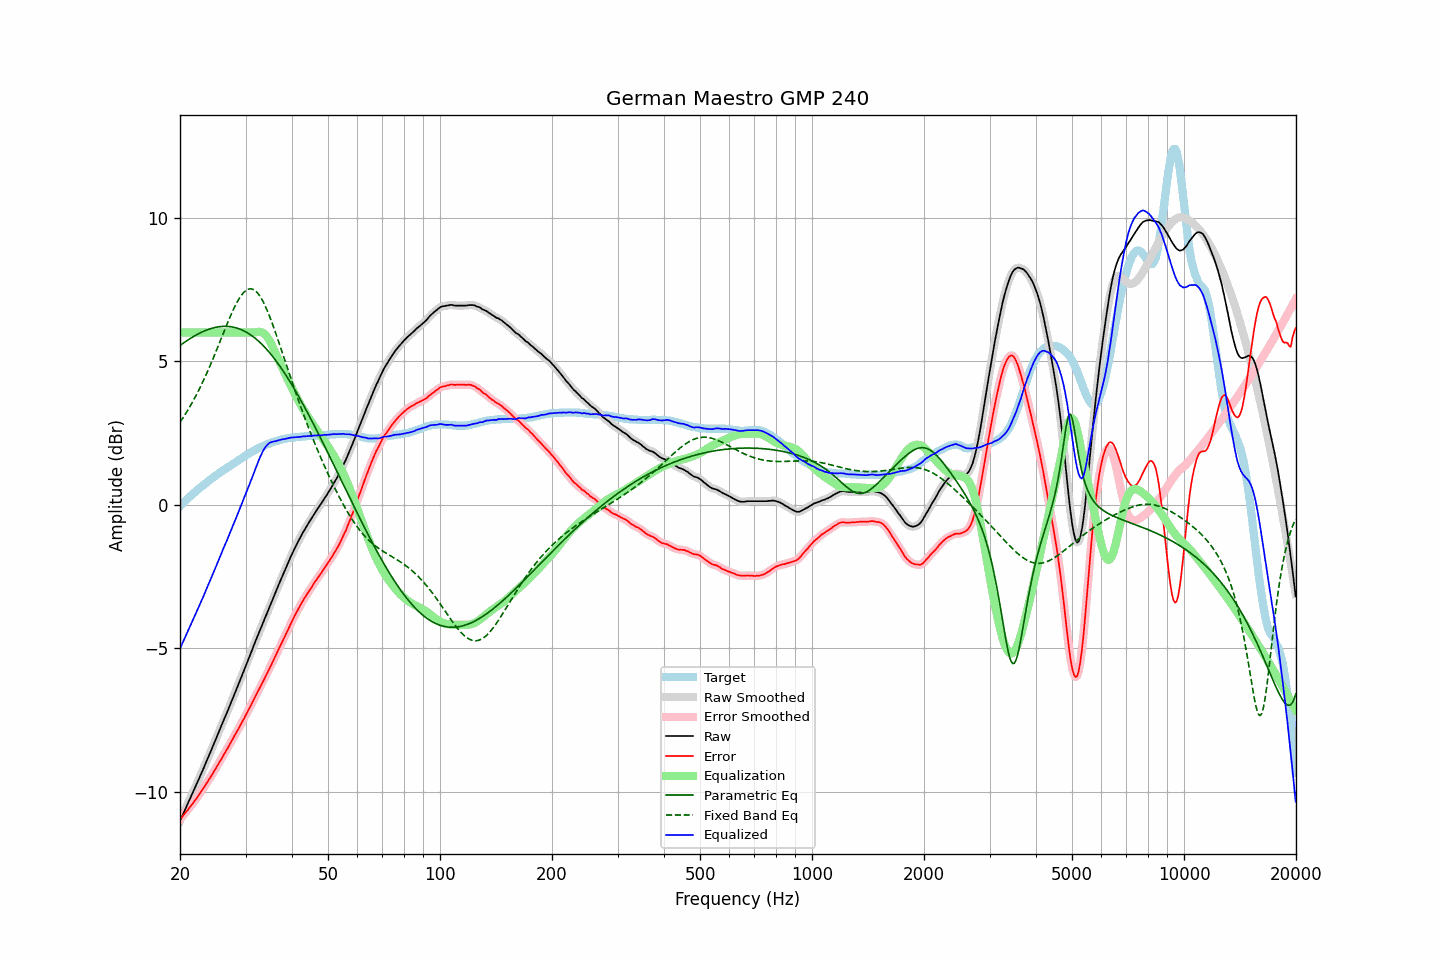 German Maestro GMP 240
Amplitude (dBr)
10
5
0
−5
−10
Target
Raw Smoothed
Error Smoothed
Raw
Error
Equalization
Parametric Eq
Fixed Band Eq
Equalized
20 50 100 200 500 1000 2000 5000 10000 20000
Frequency (Hz)